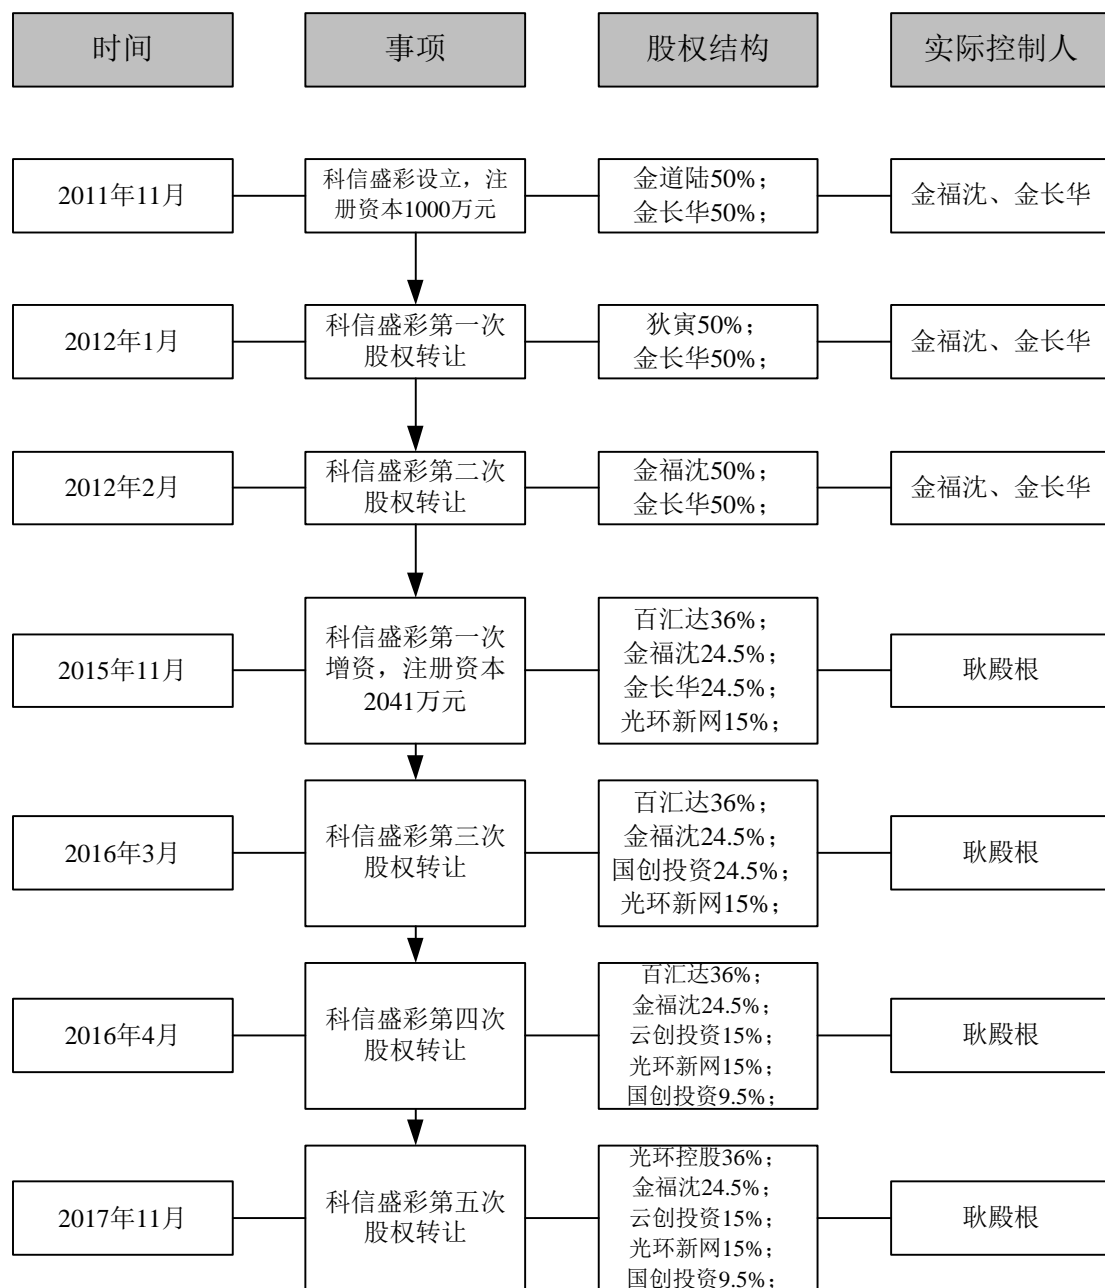 时间
事项
股权结构
实际控制人
2011年11月
科信盛彩设立，注
册资本1000万元
金道陆50%；
金长华50%；
金福沈、金长华
2012年1月
科信盛彩第一次
股权转让
狄寅50%；
金长华50%；
金福沈、金长华
2012年2月
科信盛彩第二次
股权转让
金福沈50%；
金长华50%；
金福沈、金长华
2015年11月
科信盛彩第一次
增资，注册资本
2041万元
百汇达36%；
金福沈24.5%；
金长华24.5%；
光环新网15%；
耿殿根
2016年3月
科信盛彩第三次
股权转让
百汇达36%；
金福沈24.5%；
国创投资24.5%；
光环新网15%；
耿殿根
2016年4月
科信盛彩第四次
股权转让
百汇达36%；
金福沈24.5%；
云创投资15%；
光环新网15%；
国创投资9.5%；
耿殿根
2017年11月
科信盛彩第五次
股权转让
光环控股36%；
金福沈24.5%；
云创投资15%；
光环新网15%；
国创投资9.5%；
耿殿根